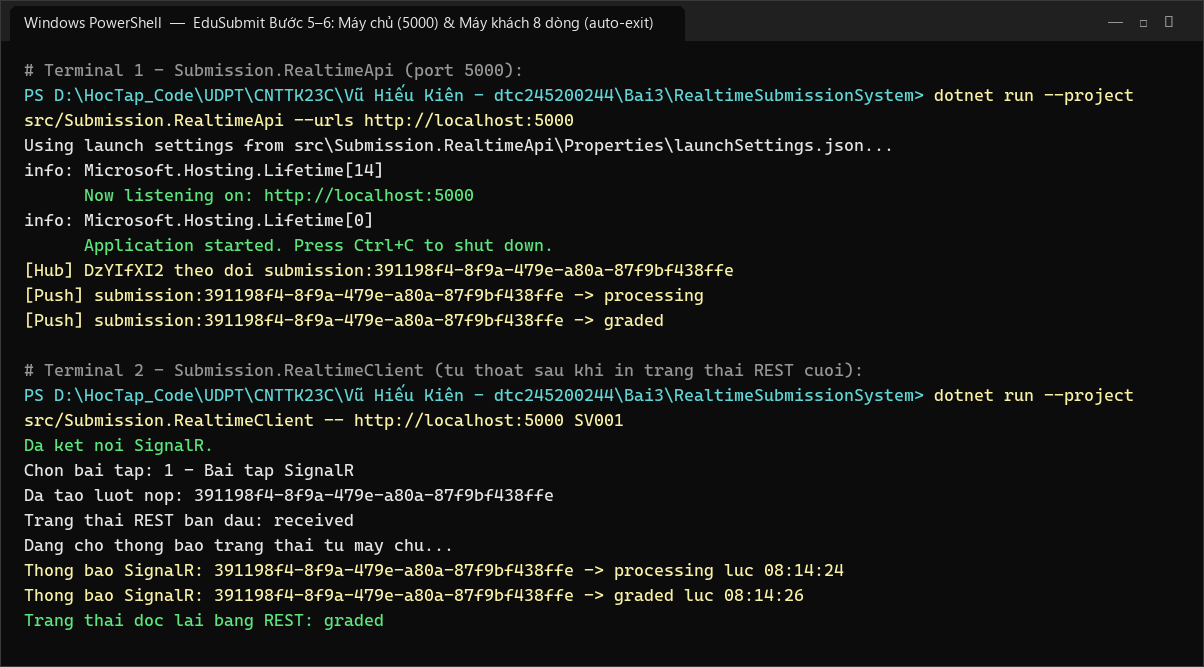 Windows PowerShell — EduSubmit Bước 5–6: Máy chủ (5000) & Máy khách 8 dòng (auto-exit)
# Terminal 1 - Submission.RealtimeApi (port 5000):
PS D:\HocTap_Code\UDPT\CNTTK23C\Vũ Hiếu Kiên - dtc245200244\Bai3\RealtimeSubmissionSystem> dotnet run --project
src/Submission.RealtimeApi --urls http://localhost:5000
Using launch settings from src\Submission.RealtimeApi\Properties\launchSettings.json...
info: Microsoft.Hosting.Lifetime[14]
Now listening on: http://localhost:5000
info: Microsoft.Hosting.Lifetime[0]
Application started. Press Ctrl+C to shut down.
[Hub] DzYIfXI2 theo doi submission:391198f4-8f9a-479e-a80a-87f9bf438ffe
[Push] submission:391198f4-8f9a-479e-a80a-87f9bf438ffe -> processing
[Push] submission:391198f4-8f9a-479e-a80a-87f9bf438ffe -> graded
# Terminal 2 - Submission.RealtimeClient (tu thoat sau khi in trang thai REST cuoi):
PS D:\HocTap_Code\UDPT\CNTTK23C\Vũ Hiếu Kiên - dtc245200244\Bai3\RealtimeSubmissionSystem> dotnet run --project
src/Submission.RealtimeClient -- http://localhost:5000 SV001
Da ket noi SignalR.
Chon bai tap: 1 - Bai tap SignalR
Da tao luot nop: 391198f4-8f9a-479e-a80a-87f9bf438ffe
Trang thai REST ban dau: received
Dang cho thong bao trang thai tu may chu...
Thong bao SignalR: 391198f4-8f9a-479e-a80a-87f9bf438ffe -> processing luc 08:14:24
Thong bao SignalR: 391198f4-8f9a-479e-a80a-87f9bf438ffe -> graded luc 08:14:26
Trang thai doc lai bang REST: graded